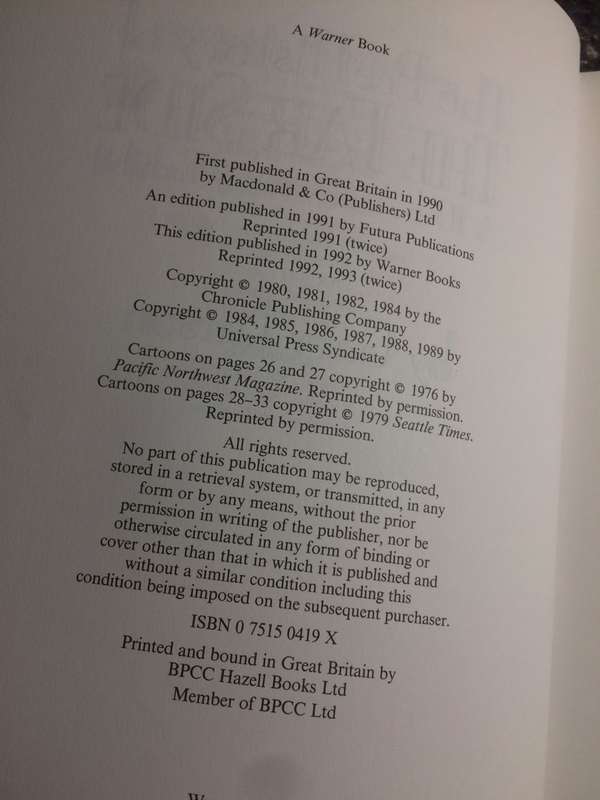 A Warner Book
First published in Great Britain in 1990
by Macdonald & Co (Publishers) Ltd
An edition published in 1991 by Futura Publications
Reprinted 1991 (twice)
This edition published in 1992 by Warner Books
Reprinted 1992, 1993 (twice)
Copyright © 1980, 1981, 1982, 1984 by the
Chronicle Publishing Company
Copyright © 1984, 1985, 1986, 1987, 1988, 1989 by
Universal Press Syndicate
Cartoons on pages 26 and 27 copyright © 1976 by
Pacific Northwest Magazine. Reprinted by permission.
Cartoons on pages 28–33 copyright © 1979 Seattle Times.
Reprinted by permission.
All rights reserved.
No part of this publication may be reproduced,
stored in a retrieval system, or transmitted, in any
form or by any means, without the prior
permission in writing of the publisher, nor be
otherwise circulated in any form of binding or
cover other than that in which it is published and
without a similar condition including this
condition being imposed on the subsequent purchaser.
ISBN 0 7515 0419 X
Printed and bound in Great Britain by
BPCC Hazell Books Ltd
Member of BPCC Ltd